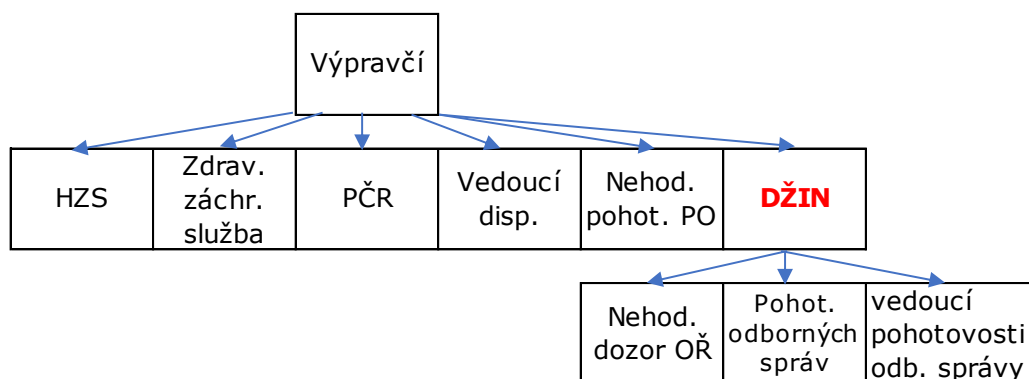 Výpravčí
HZS
Zdrav.
záchr.
služba
PČR
Vedoucí
disp.
Nehod.
pohot. PO
DŽIN
Nehod.
dozor OŘ
Pohot.
odborných
správ
vedoucí
pohotovosti
odb. správy